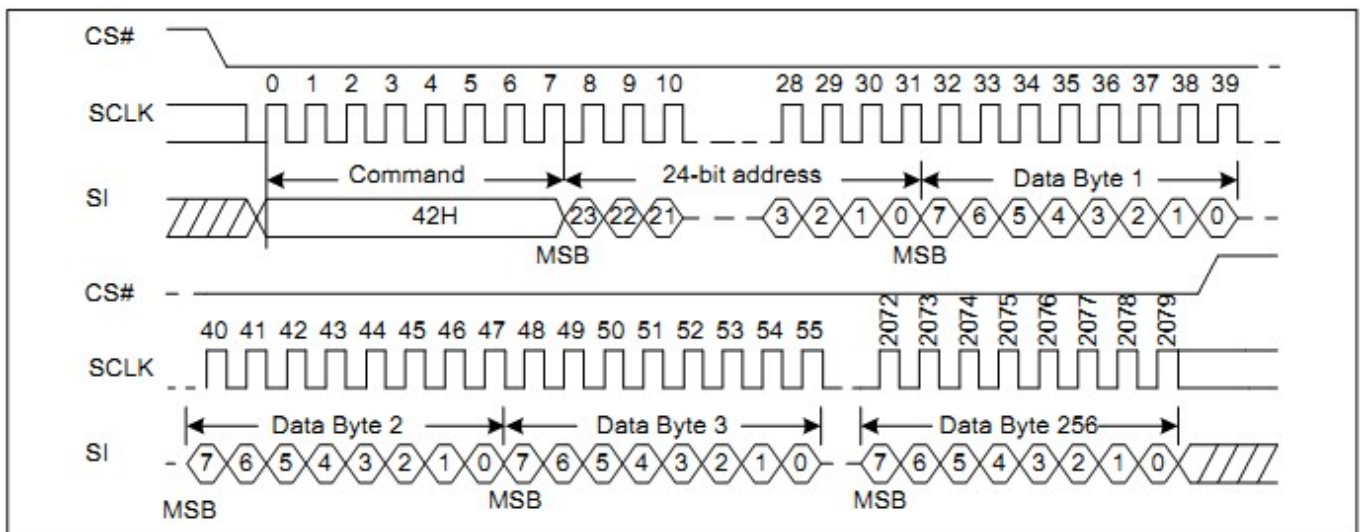 CS#
0 1 2 3 4 5 6 7 8 9 10 28 29 30 31 32 33 34 35 36 37 38 39
SCLK
Command 24-bit address Data Byte 1
SI
42H 23 22 21 3 2 1 0 7 6 5 4 3 2 1 0
MSB MSB
CS#
2072 2073 2074 2075 2076 2077 2078 2079
40 41 42 43 44 45 46 47 48 49 50 51 52 53 54 55
SCLK
Data Byte 2 Data Byte 3 Data Byte 256
SI
7 6 5 4 3 2 1 0 7 6 5 4 3 2 1 0 7 6 5 4 3 2 1 0
MSB MSB MSB